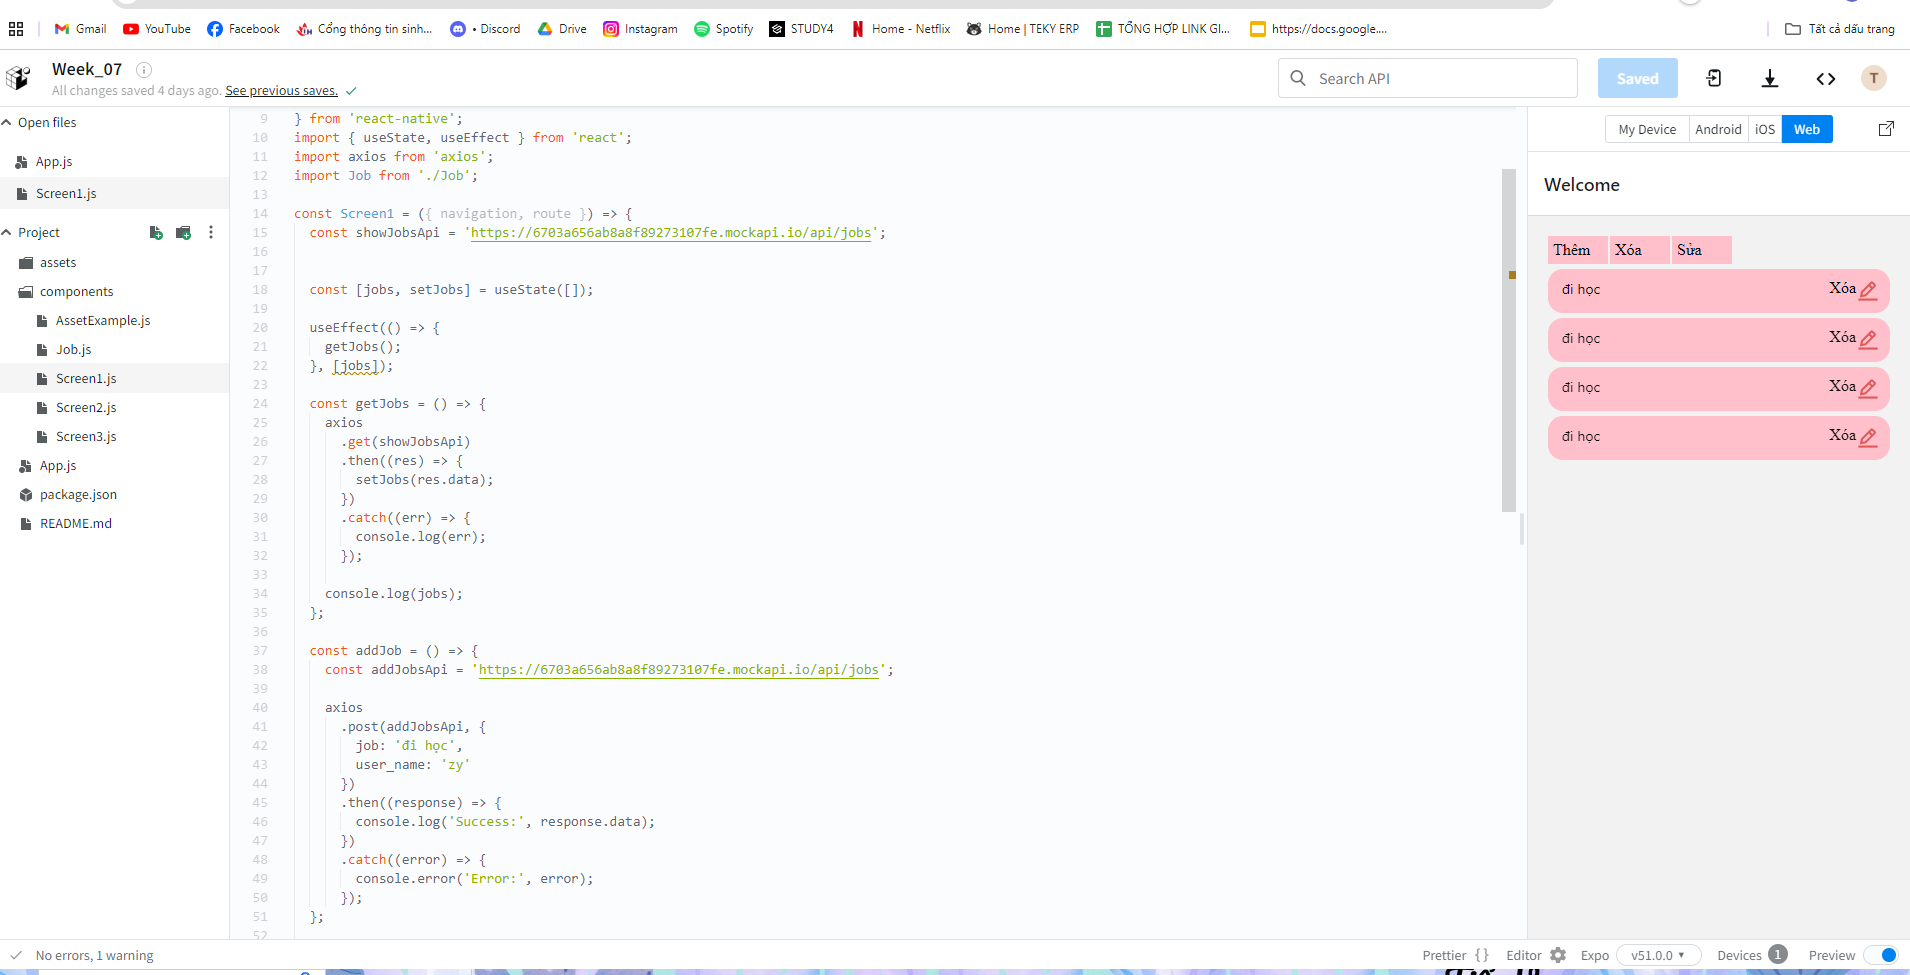 Gmail YouTube Facebook Cổng thông tin sinh... • Discord Drive Instagram Spotify STUDY4 Home - Netflix Home | TEKY ERP TỔNG HỢP LINK GI... https://docs.google.... Tất cả dấu trang
Week_07
All changes saved 4 days ago. See previous saves.
Search API
Saved
T
Open files
App.js
Screen1.js
Project
assets
components
AssetExample.js
Job.js
Screen1.js
Screen2.js
Screen3.js
App.js
package.json
README.md
9 } from 'react-native';
10 import { useState, useEffect } from 'react';
11 import axios from 'axios';
12 import Job from './Job';
13
14 const Screen1 = ({ navigation, route }) => {
15 const showJobsApi = 'https://6703a656ab8a8f89273107fe.mockapi.io/api/jobs';
16
17
18 const [jobs, setJobs] = useState([]);
19
20 useEffect(() => {
21 getJobs();
22 }, [jobs]);
23
24 const getJobs = () => {
25 axios
26 .get(showJobsApi)
27 .then((res) => {
28 setJobs(res.data);
29 })
30 .catch((err) => {
31 console.log(err);
32 });
33
34 console.log(jobs);
35 };
36
37 const addJob = () => {
38 const addJobsApi = 'https://6703a656ab8a8f89273107fe.mockapi.io/api/jobs';
39
40 axios
41 .post(addJobsApi, {
42 job: 'đi học',
43 user_name: 'zy'
44 })
45 .then((response) => {
46 console.log('Success:', response.data);
47 })
48 .catch((error) => {
49 console.error('Error:', error);
50 });
51 };
52
My Device Android iOS Web
Welcome
Thêm Xóa Sửa
đi học Xóa
đi học Xóa
đi học Xóa
đi học Xóa
No errors, 1 warning
Prettier { } Editor Expo v51.0.0 Devices 1 Preview